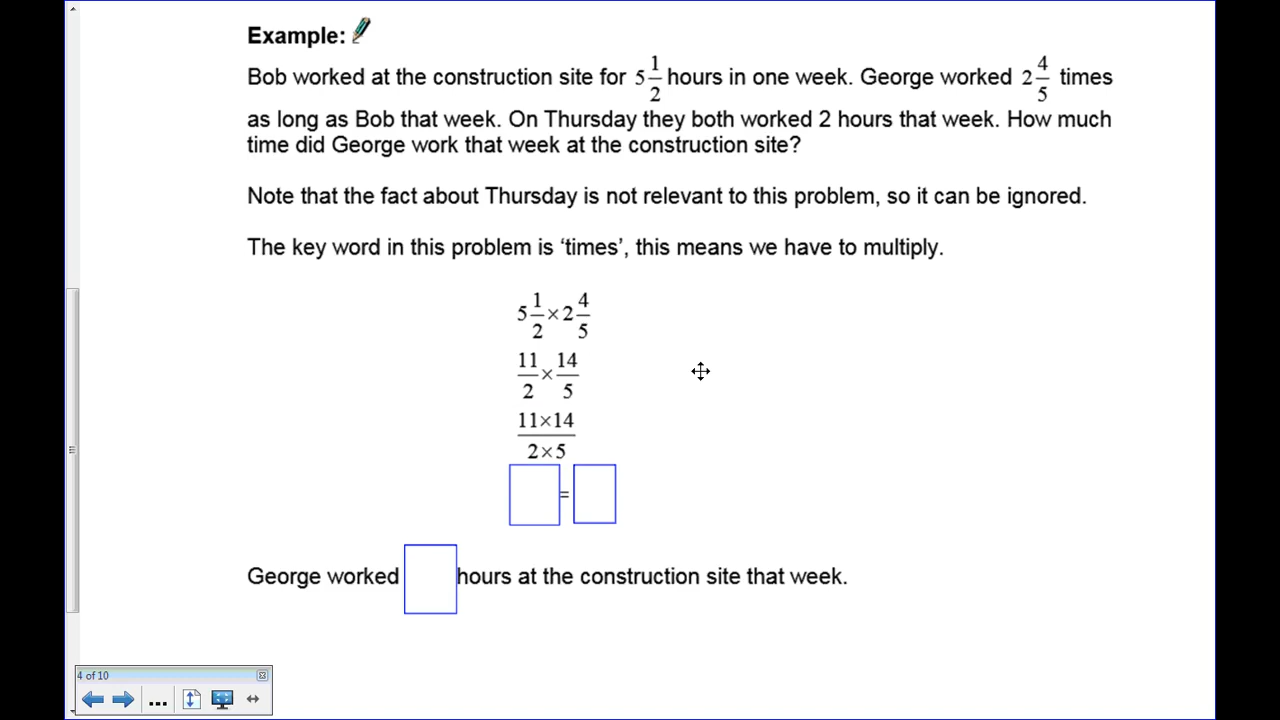 Example:
Bob worked at the construction site for 5 1/2 hours in one week. George worked 2 4/5 times
as long as Bob that week. On Thursday they both worked 2 hours that week. How much
time did George work that week at the construction site?
Note that the fact about Thursday is not relevant to this problem, so it can be ignored.
The key word in this problem is ‘times’, this means we have to multiply.
5 1/2 × 2 4/5
11/2 × 14/5
11×14
2×5
=
George worked hours at the construction site that week.
4 of 10
...